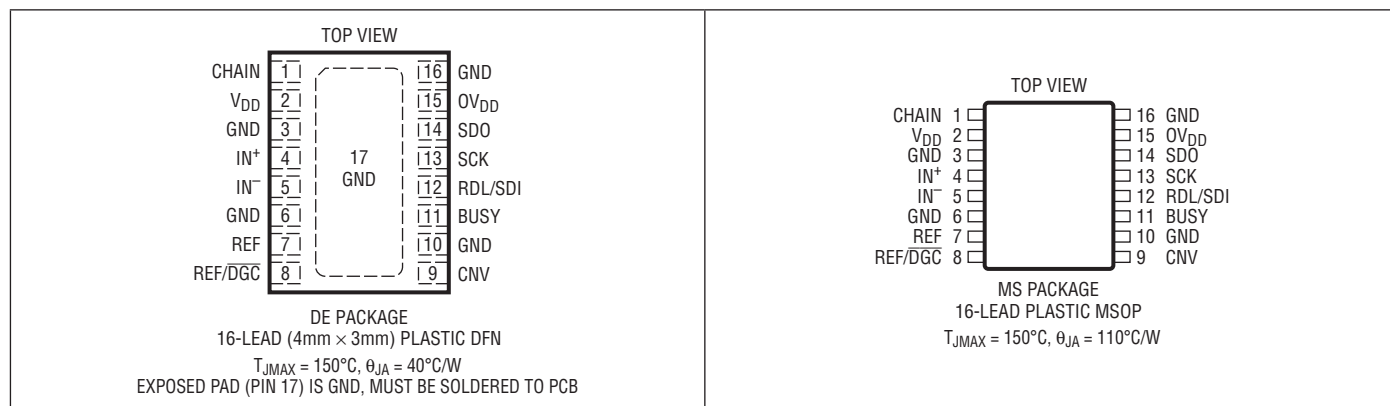 TOP VIEW
CHAIN 1 16 GND
VDD 2 15 OVDD
GND 3 14 SDO
IN+ 4 13 SCK
IN– 5 12 RDL/SDI
GND 6 11 BUSY
REF 7 10 GND
REF/DGC 8 9 CNV
17
GND
DE PACKAGE
16-LEAD (4mm × 3mm) PLASTIC DFN
TJMAX = 150°C, θJA = 40°C/W
EXPOSED PAD (PIN 17) IS GND, MUST BE SOLDERED TO PCB
TOP VIEW
CHAIN 1 16 GND
VDD 2 15 OVDD
GND 3 14 SDO
IN+ 4 13 SCK
IN– 5 12 RDL/SDI
GND 6 11 BUSY
REF 7 10 GND
REF/DGC 8 9 CNV
MS PACKAGE
16-LEAD PLASTIC MSOP
TJMAX = 150°C, θJA = 110°C/W